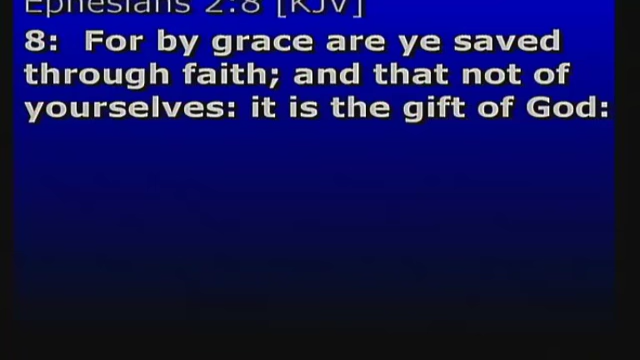 Ephesians 2:8 [KJV]
8: For by grace are ye saved
through faith; and that not of
yourselves: it is the gift of God: